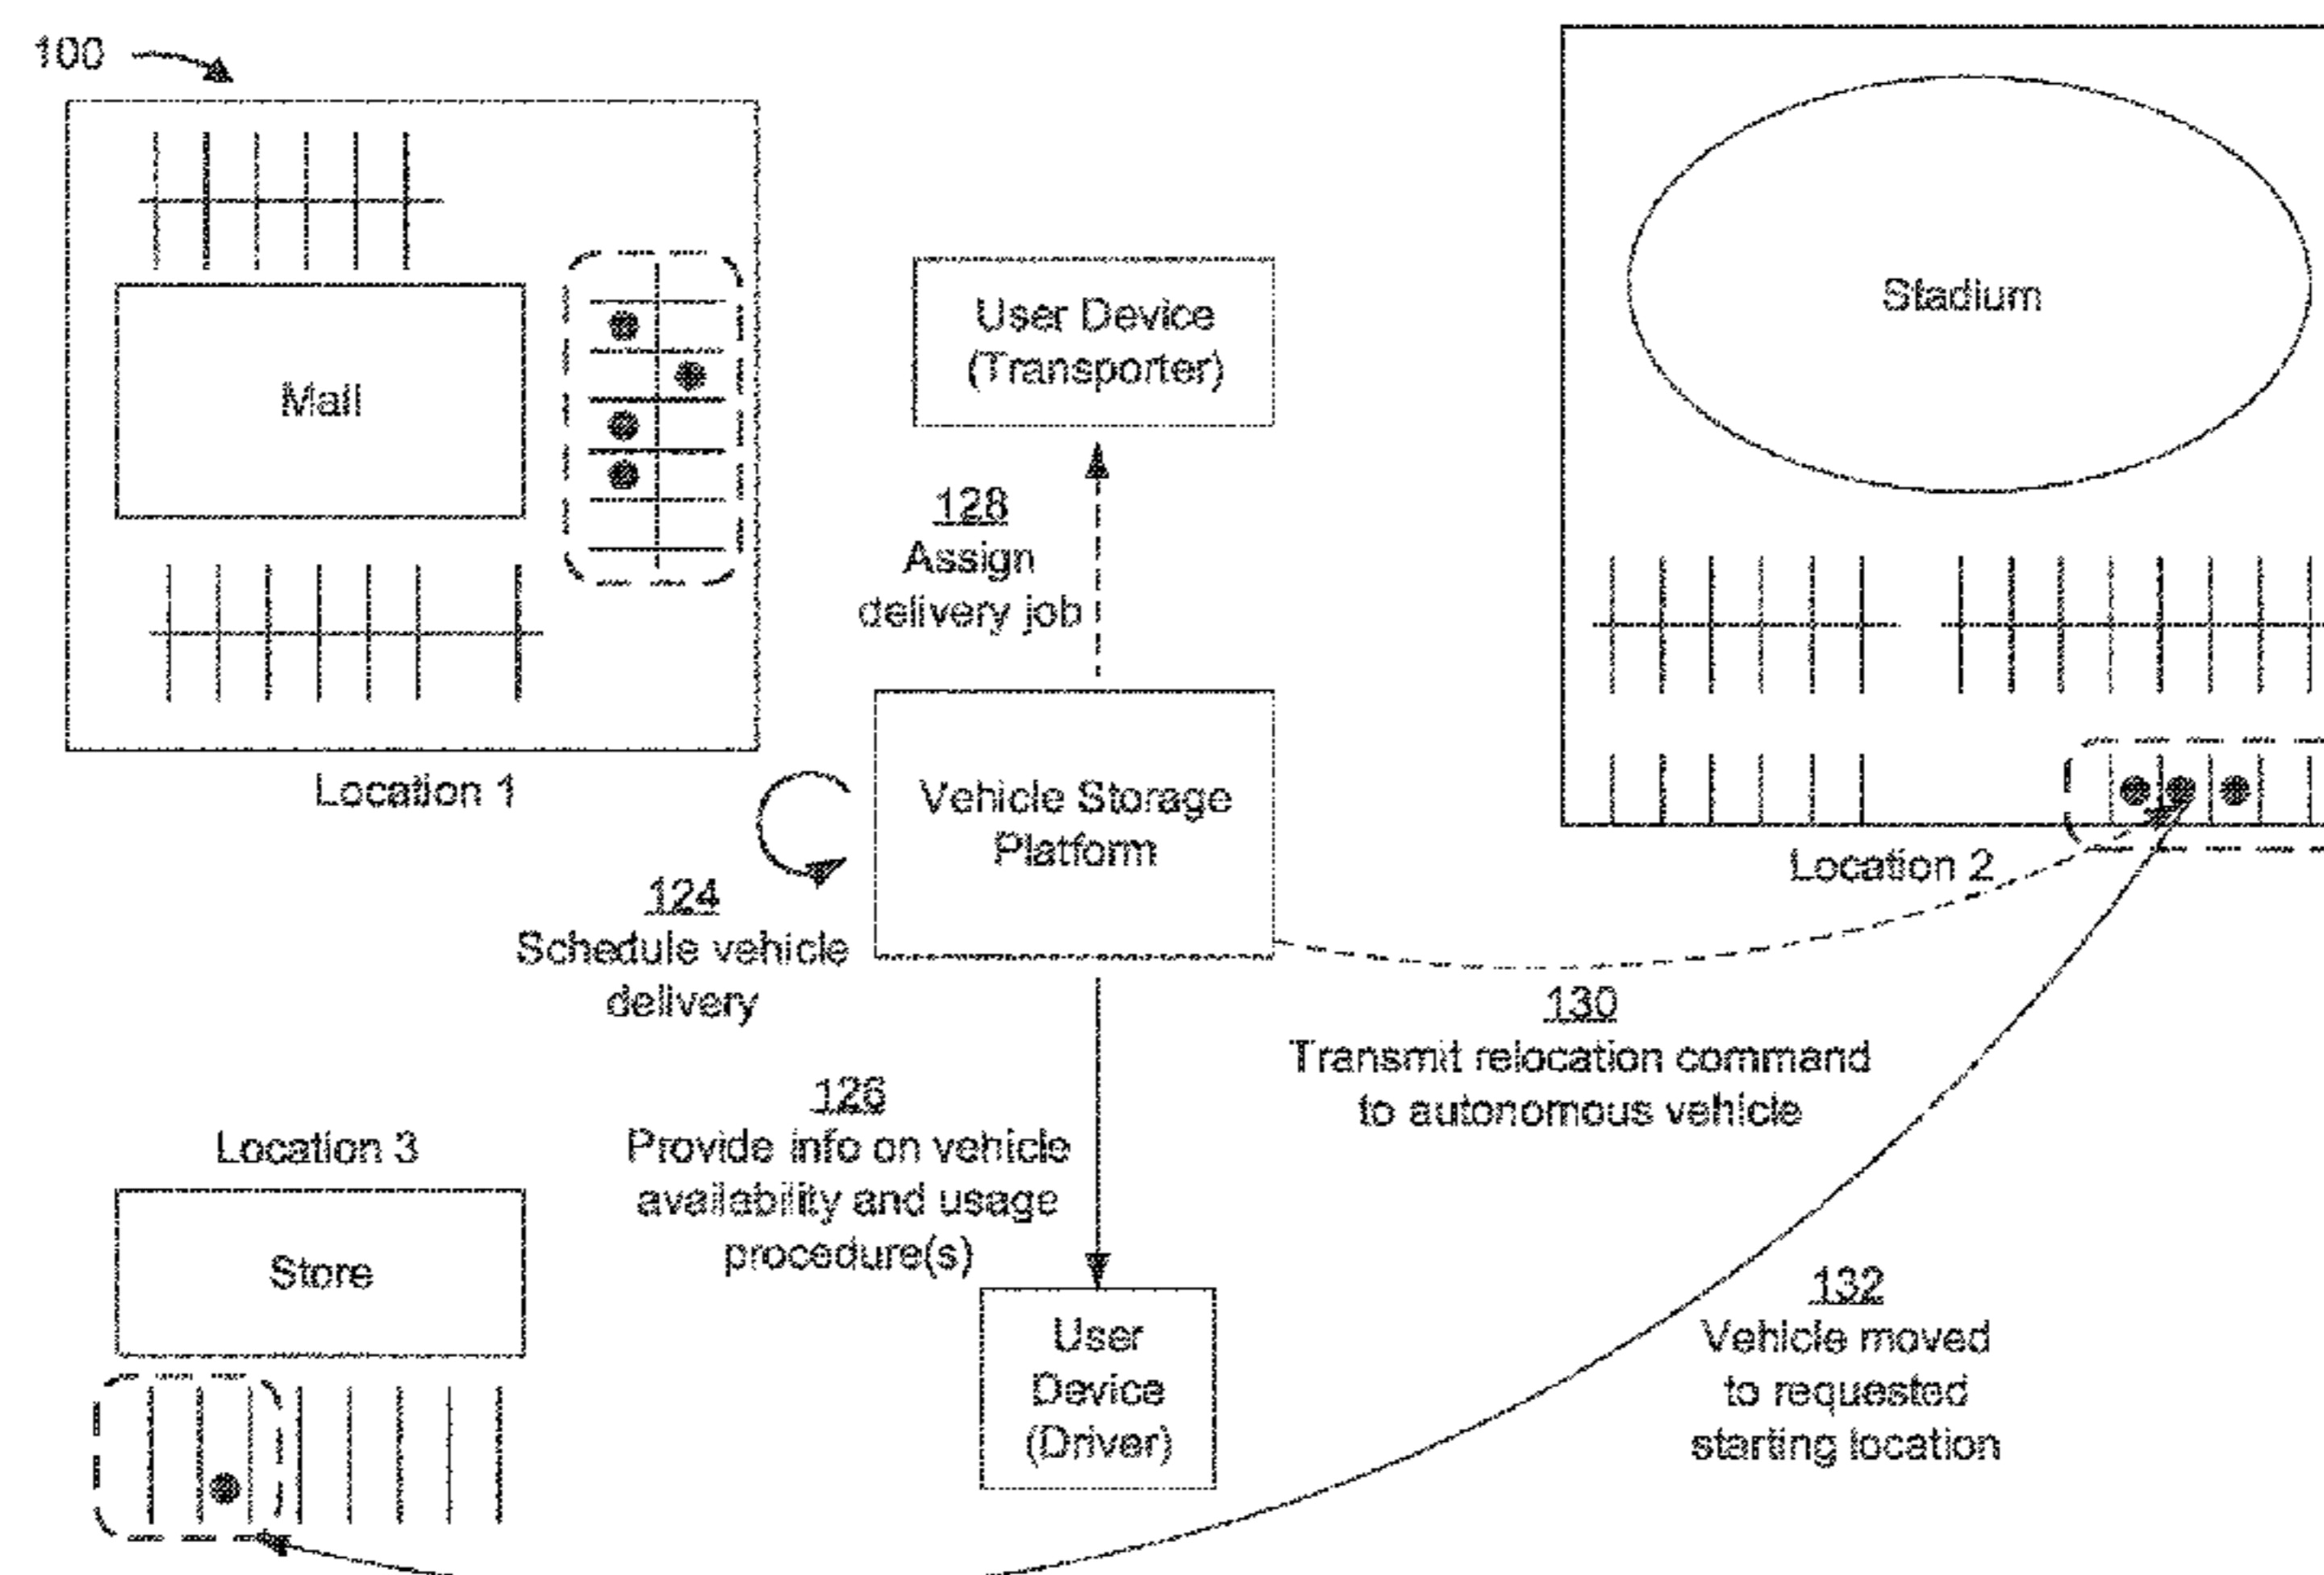 100
Mall
Location 1
User Device
(Transporter)
128
Assign
delivery job
Stadium
Location 2
Vehicle Storage
Platform
124
Schedule vehicle
delivery
130
Transmit relocation command
to autonomous vehicle
126
Provide info on vehicle
availability and usage
procedure(s)
Location 3
Store
User
Device
(Driver)
132
Vehicle moved
to requested
starting location